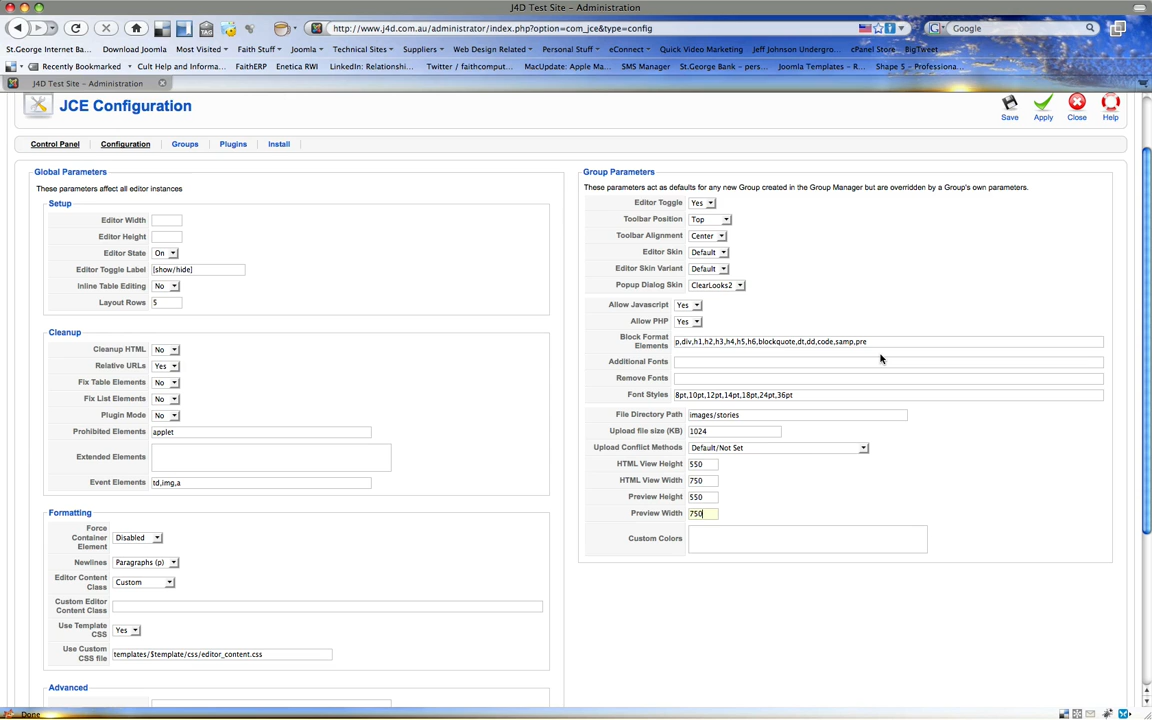 J4D Test Site – Administration
http://www.j4d.com.au/administrator/index.php?option=com_jce&type=config
Google
St.George Internet Ba...
Download Joomla
Most Visited
Faith Stuff
Joomla
Technical Sites
Suppliers
Web Design Related
Personal Stuff
eConnect
Quick Video Marketing
Jeff Johnson Undergro...
cPanel Store
BigTweet
Recently Bookmarked
Cult Help and Informa...
FaithERP
Enetica RWI
LinkedIn: Relationshi...
Twitter / faithcomput...
MacUpdate: Apple Ma...
SMS Manager
St.George Bank – pers...
Joomla Templates – R...
Shape 5 – Professiona...
J4D Test Site – Administration
JCE Configuration
Save
Apply
Close
Help
Control Panel
Configuration
Groups
Plugins
Install
Global Parameters
These parameters affect all editor instances
Setup
Editor Width
Editor Height
Editor State On
Editor Toggle Label [show/hide]
Inline Table Editing No
Layout Rows 5
Cleanup
Cleanup HTML No
Relative URLs Yes
Fix Table Elements No
Fix List Elements No
Plugin Mode No
Prohibited Elements applet
Extended Elements
Event Elements td,img,a
Formatting
Force
Container
Element
Disabled
Newlines Paragraphs (p)
Editor Content
Class
Custom
Custom Editor
Content Class
Use Template
CSS
Yes
Use Custom
CSS file
templates/$template/css/editor_content.css
Advanced
Group Parameters
These parameters act as defaults for any new Group created in the Group Manager but are overridden by a Group's own parameters.
Editor Toggle Yes
Toolbar Position Top
Toolbar Alignment Center
Editor Skin Default
Editor Skin Variant Default
Popup Dialog Skin ClearLooks2
Allow Javascript Yes
Allow PHP Yes
Block Format
Elements
p,div,h1,h2,h3,h4,h5,h6,blockquote,dt,dd,code,samp,pre
Additional Fonts
Remove Fonts
Font Styles 8pt,10pt,12pt,14pt,18pt,24pt,36pt
File Directory Path images/stories
Upload file size (KB) 1024
Upload Conflict Methods Default/Not Set
HTML View Height 550
HTML View Width 750
Preview Height 550
Preview Width 750
Custom Colors
Done